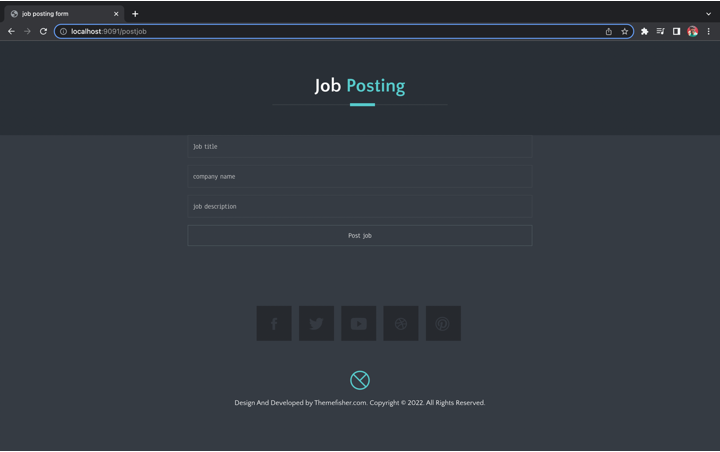 job posting form
localhost:9091/postjob
Job Posting
Job title
company name
Job description
Post job
Design And Developed by Themefisher.com. Copyright © 2022. All Rights Reserved.